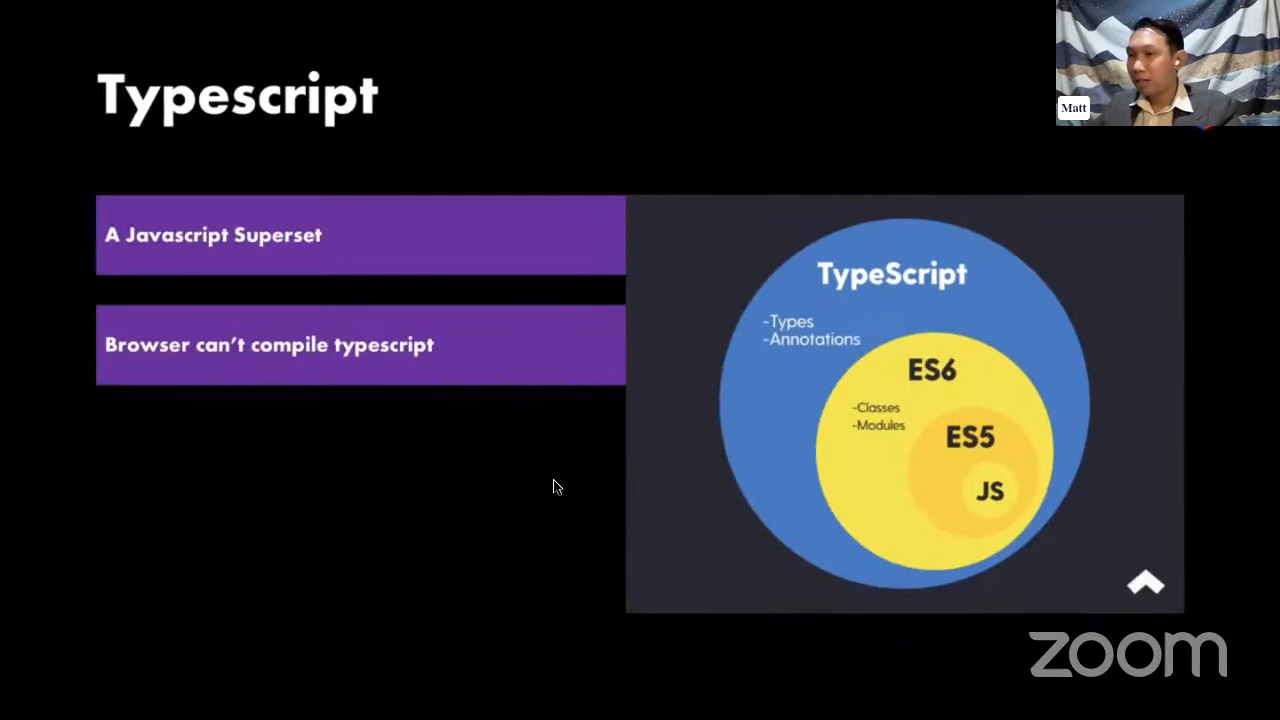 Typescript
Matt
A Javascript Superset
Browser can't compile typescript
TypeScript
-Types
-Annotations
ES6
-Classes
-Modules
ES5
JS
zoom